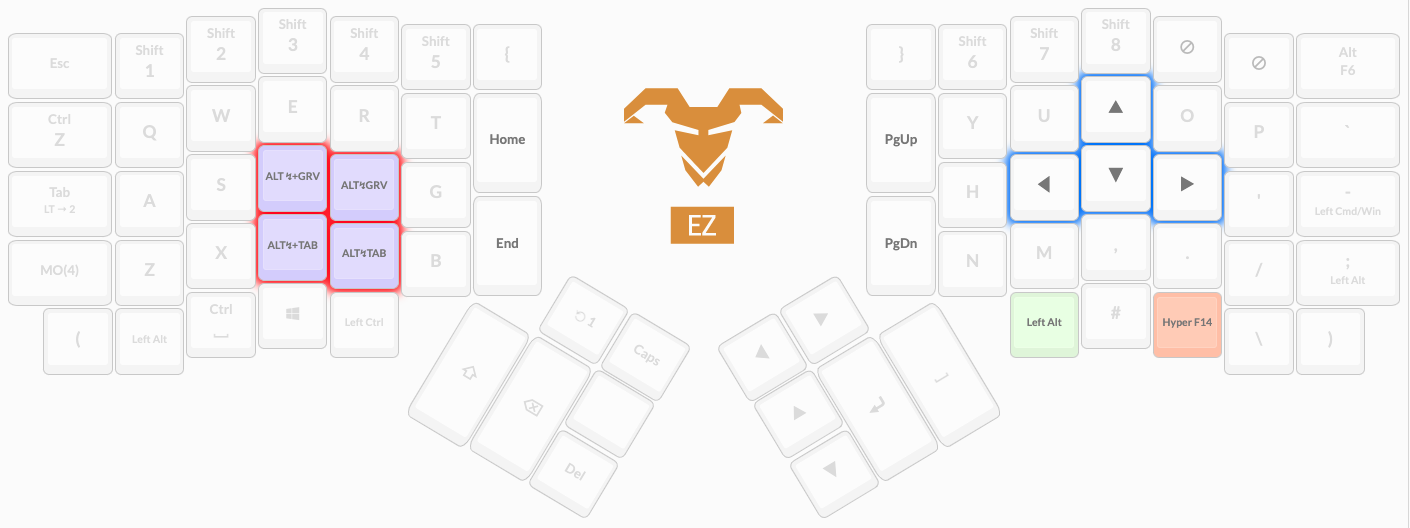 Esc
Shift
1
Shift
2
Shift
3
Shift
4
Shift
5
{
Ctrl
Z
Q
W
E
R
T
Home
Tab
LT → 2
A
S
ALT↯+GRV
ALT↯GRV
G
End
MO(4)
Z
X
ALT↯+TAB
ALT↯TAB
B
(
Left Alt
Ctrl
Left Ctrl
1
Caps
Del
EZ
}
Shift
6
Shift
7
Shift
8
Alt
F6
PgUp
Y
U
O
P
`
H
'
-
Left Cmd/Win
PgDn
N
M
.
/
;
Left Alt
Left Alt
#
Hyper F14
\
)